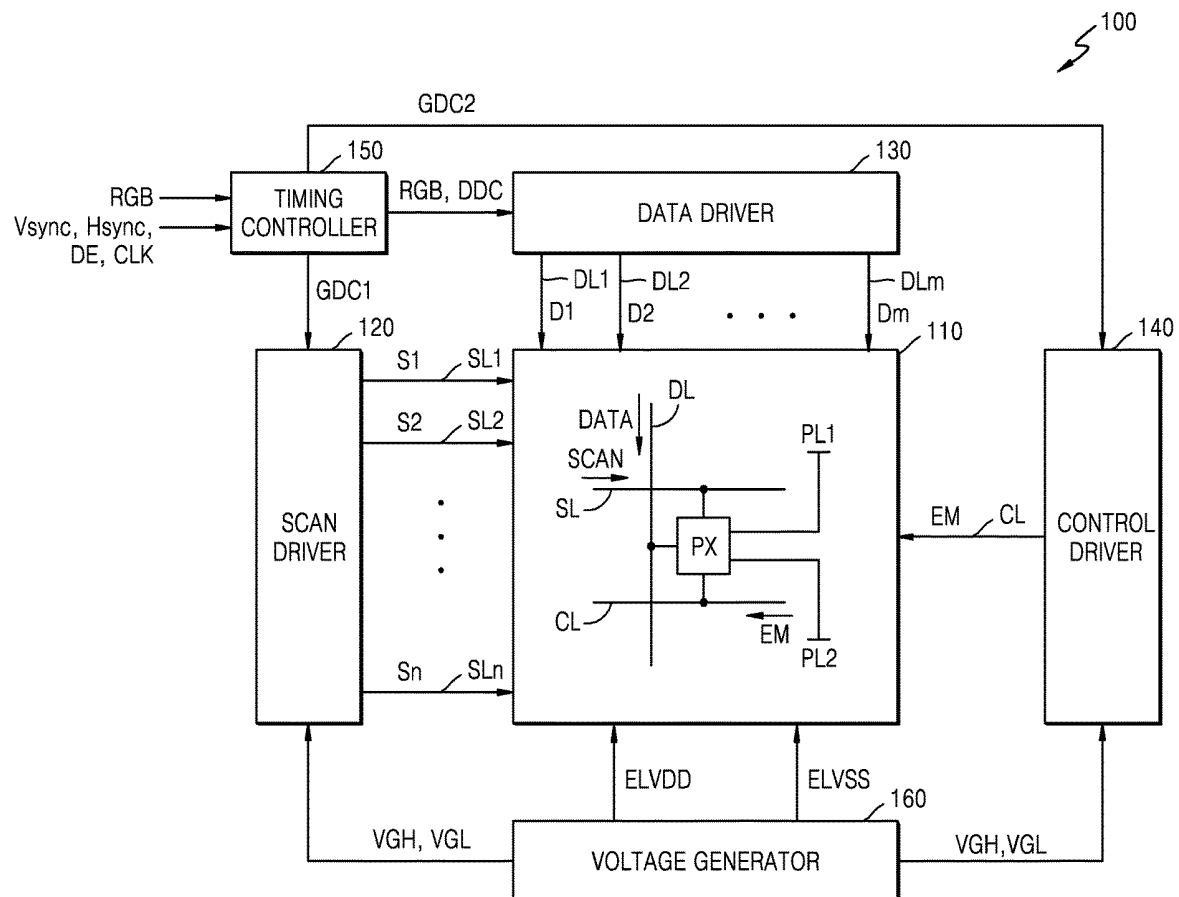 100
GDC2
150
130
RGB
TIMING
CONTROLLER
RGB, DDC
DATA DRIVER
Vsync, Hsync,
DE, CLK
GDC1
DL1
DL2
DLm
D1
D2
. . .
Dm
120
110
140
S1
SL1
S2
SL2
DL
DATA
SCAN
SL
PL1
PX
EM
CL
SCAN
DRIVER
CONTROL
DRIVER
CL
EM
PL2
Sn
SLn
ELVDD
ELVSS
160
VGH, VGL
VOLTAGE GENERATOR
VGH,VGL